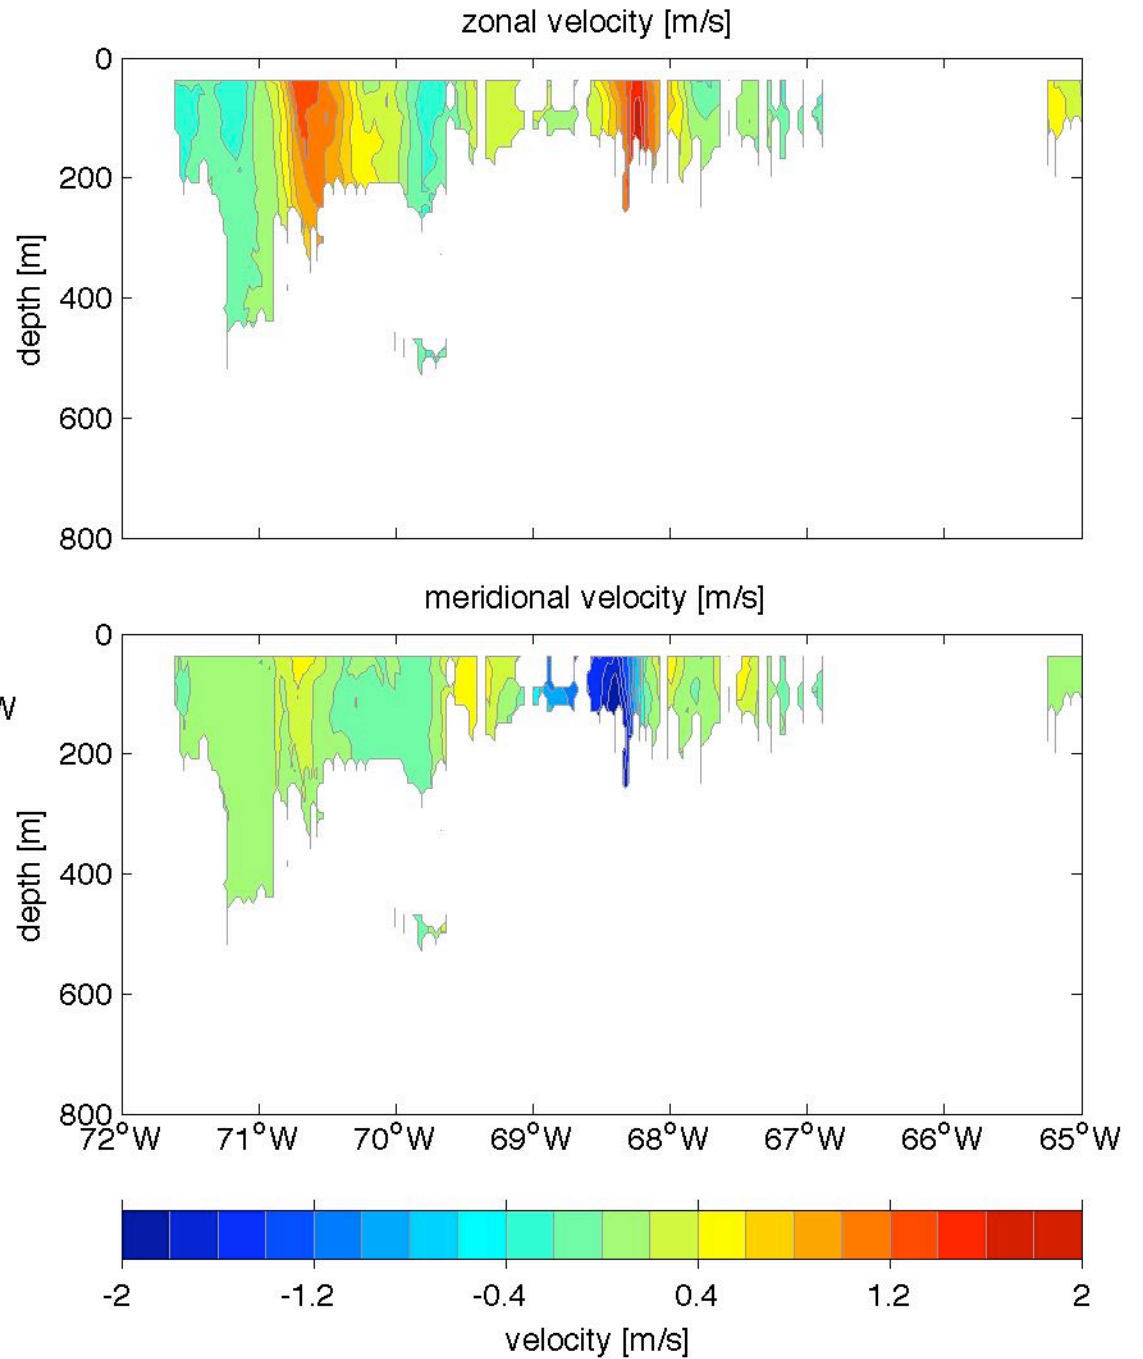 zonal velocity [m/s]
0
200
400
600
800
depth [m]
meridional velocity [m/s]
0
200
400
600
800
depth [m]
W
72°W 71°W 70°W 69°W 68°W 67°W 66°W 65°W
-2 -1.2 -0.4 0.4 1.2 2
velocity [m/s]